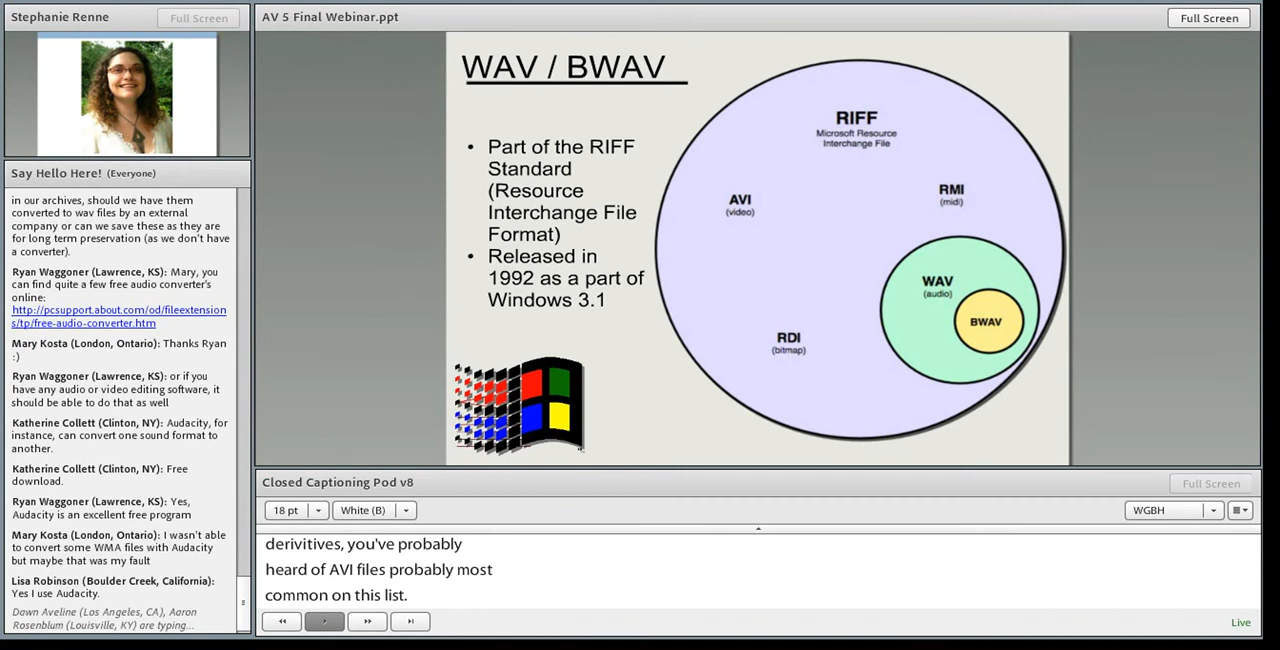 Stephanie Renne
Full Screen
Say Hello Here! (Everyone)
in our archives, should we have them
converted to wav files by an external
company or can we save these as they are
for long term preservation (as we don't have
a converter).
Ryan Waggoner (Lawrence, KS): Mary, you
can find quite a few free audio converter's
online:
http://pcsupport.about.com/od/fileextension
s/tp/free-audio-converter.htm
Mary Kosta (London, Ontario): Thanks Ryan
:)
Ryan Waggoner (Lawrence, KS): or if you
have any audio or video editing software, it
should be able to do that as well
Katherine Collett (Clinton, NY): Audacity, for
instance, can convert one sound format to
another.
Katherine Collett (Clinton, NY): Free
download.
Ryan Waggoner (Lawrence, KS): Yes,
Audacity is an excellent free program
Mary Kosta (London, Ontario): I wasn't able
to convert some WMA files with Audacity
but maybe that was my fault
Lisa Robinson (Boulder Creek, California):
Yes I use Audacity.
Dawn Aveline (Los Angeles, CA), Aaron
Rosenblum (Louisville, KY) are typing...
AV 5 Final Webinar.ppt
Full Screen
WAV / BWAV
• Part of the RIFF
Standard
(Resource
Interchange File
Format)
• Released in
1992 as a part of
Windows 3.1
RIFF
Microsoft Resource
Interchange File
AVI
(video)
RMI
(midi)
WAV
(audio)
BWAV
RDI
(bitmap)
Closed Captioning Pod v8
Full Screen
18 pt
White (B)
WGBH
derivitives, you've probably
heard of AVI files probably most
common on this list.
Live